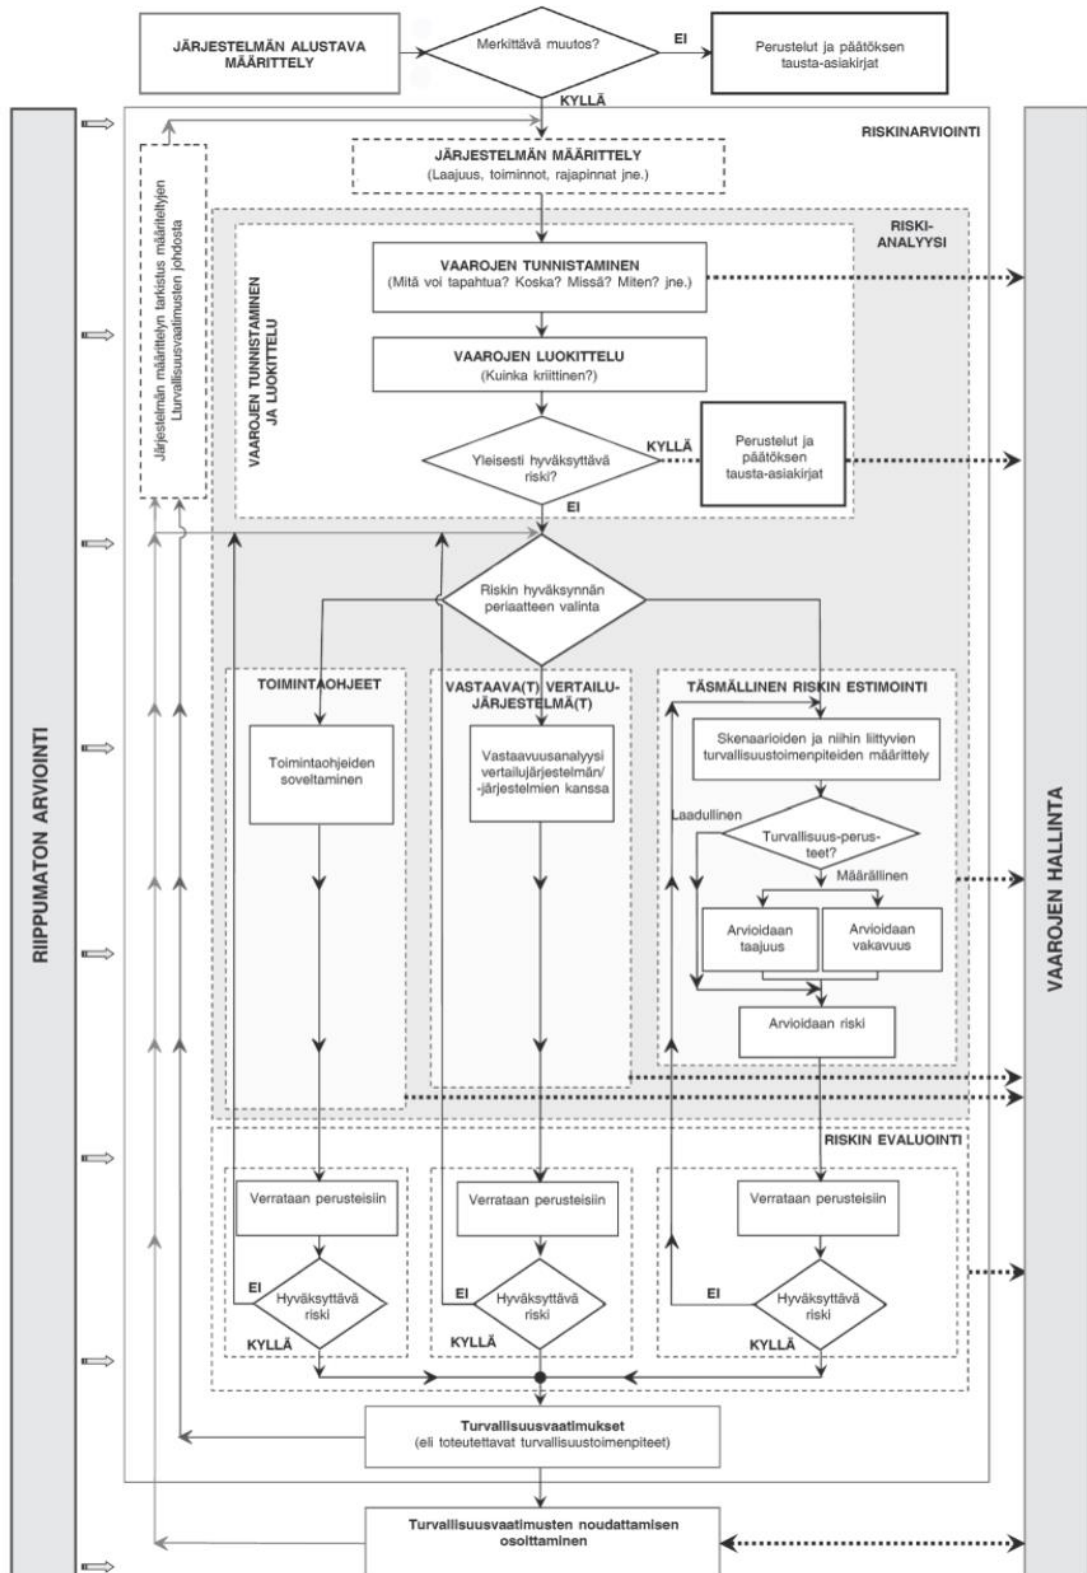 JÄRJESTELMÄN ALUSTAVA
MÄÄRITTELY
Merkittävä muutos?
EI
Perustelut ja päätöksen
tausta-asiakirjat
KYLLÄ
RISKINARVIOINTI
JÄRJESTELMÄN MÄÄRITTELY
(Laajuus, toiminnot, rajapinnat jne.)
Järjestelmän määrittelyn tarkistus määriteltyjen
Lturvallisuusvaatimusten johdosta
RISKI-
ANALYYSI
VAAROJEN TUNNISTAMINEN
JA LUOKITTELU
VAAROJEN TUNNISTAMINEN
(Mitä voi tapahtua? Koska? Missä? Miten? jne.)
VAAROJEN LUOKITTELU
(Kuinka kriittinen?)
Yleisesti hyväksyttävä
riski?
KYLLÄ
Perustelut ja
päätöksen
tausta-asiakirjat
EI
Riskin hyväksynnän
periaatteen valinta
TOIMINTAOHJEET
VASTAAVA(T) VERTAILU-
JÄRJESTELMÄ(T)
TÄSMÄLLINEN RISKIN ESTIMOINTI
Toimintaohjeiden
soveltaminen
Vastaavuusanalyysi
vertailujärjestelmän/
-järjestelmien kanssa
Skenaarioiden ja niihin liittyvien
turvallisuustoimenpiteiden määrittely
Laadullinen
Turvallisuus-perus-
teet?
Määrällinen
Arvioidaan
taajuus
Arvioidaan
vakavuus
Arvioidaan riski
RIIPPUMATON ARVIOINTI
VAAROJEN HALLINTA
RISKIN EVALUOINTI
Verrataan perusteisiin
Verrataan perusteisiin
Verrataan perusteisiin
EI
Hyväksyttävä
riski
EI
Hyväksyttävä
riski
EI
Hyväksyttävä
riski
KYLLÄ
KYLLÄ
KYLLÄ
Turvallisuusvaatimukset
(eli toteutettavat turvallisuustoimenpiteet)
Turvallisuusvaatimusten noudattamisen
osoittaminen